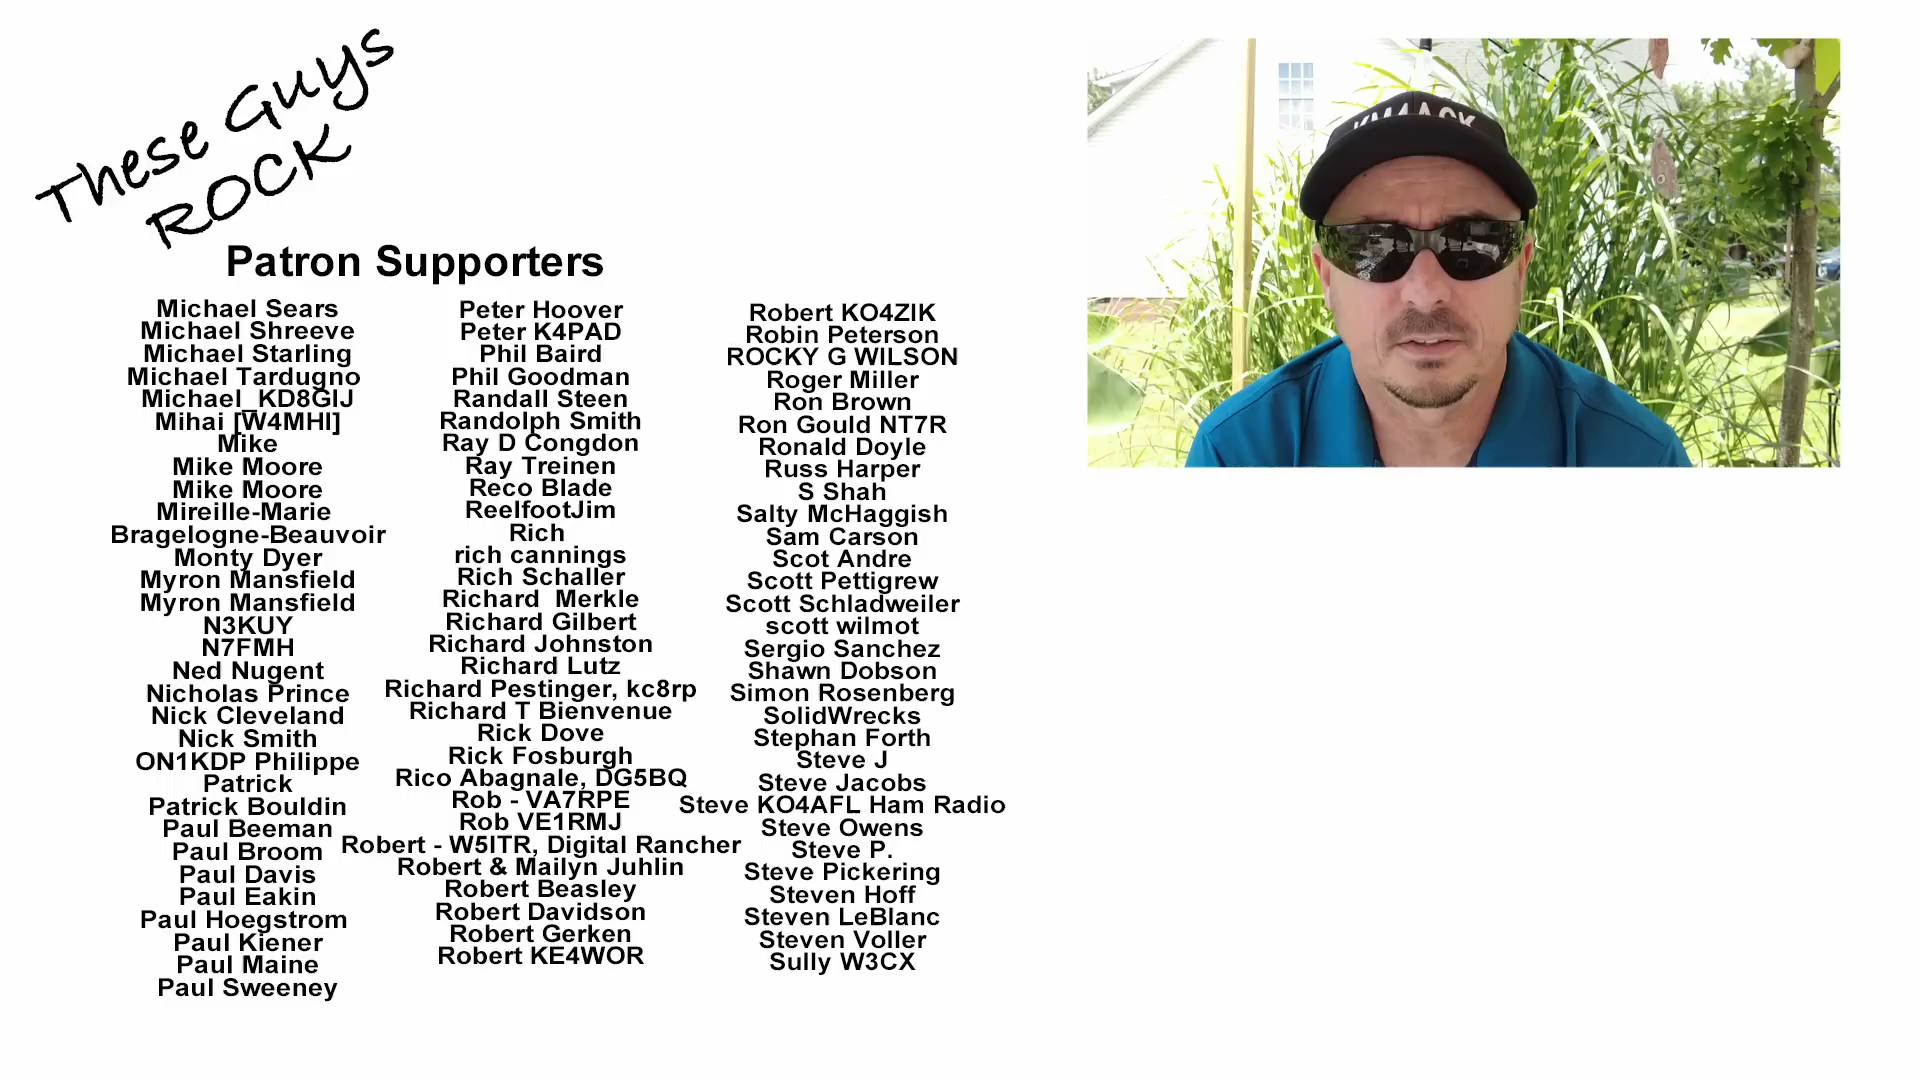 These Guys
ROCK
Patron Supporters
Michael Sears
Michael Shreeve
Michael Starling
Michael Tardugno
Michael_KD8GIJ
Mihai [W4MHI]
Mike
Mike Moore
Mike Moore
Mireille-Marie
Bragelogne-Beauvoir
Monty Dyer
Myron Mansfield
Myron Mansfield
N3KUY
N7FMH
Ned Nugent
Nicholas Prince
Nick Cleveland
Nick Smith
ON1KDP Philippe
Patrick
Patrick Bouldin
Paul Beeman
Paul Broom
Paul Davis
Paul Eakin
Paul Hoegstrom
Paul Kiener
Paul Maine
Paul Sweeney
Peter Hoover
Peter K4PAD
Phil Baird
Phil Goodman
Randall Steen
Randolph Smith
Ray D Congdon
Ray Treinen
Reco Blade
ReelfootJim
Rich
rich cannings
Rich Schaller
Richard  Merkle
Richard Gilbert
Richard Johnston
Richard Lutz
Richard Pestinger, kc8rp
Richard T Bienvenue
Rick Dove
Rick Fosburgh
Rico Abagnale, DG5BQ
Rob - VA7RPE
Rob VE1RMJ
Robert - W5ITR, Digital Rancher
Robert & Mailyn Juhlin
Robert Beasley
Robert Davidson
Robert Gerken
Robert KE4WOR
Robert KO4ZIK
Robin Peterson
ROCKY G WILSON
Roger Miller
Ron Brown
Ron Gould NT7R
Ronald Doyle
Russ Harper
S Shah
Salty McHaggish
Sam Carson
Scot Andre
Scott Pettigrew
Scott Schladweiler
scott wilmot
Sergio Sanchez
Shawn Dobson
Simon Rosenberg
SolidWrecks
Stephan Forth
Steve J
Steve Jacobs
Steve KO4AFL Ham Radio
Steve Owens
Steve P.
Steve Pickering
Steven Hoff
Steven LeBlanc
Steven Voller
Sully W3CX
KM4ACK